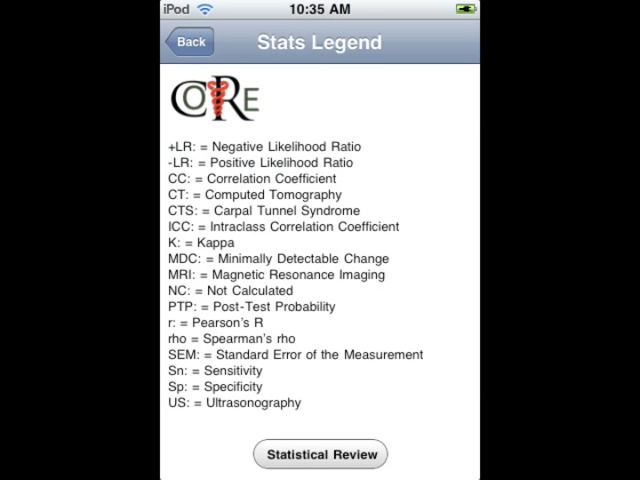 iPod 10:35 AM
Back Stats Legend
CORE
+LR: = Negative Likelihood Ratio
-LR: = Positive Likelihood Ratio
CC: = Correlation Coefficient
CT: = Computed Tomography
CTS: = Carpal Tunnel Syndrome
ICC: = Intraclass Correlation Coefficient
K: = Kappa
MDC: = Minimally Detectable Change
MRI: = Magnetic Resonance Imaging
NC: = Not Calculated
PTP: = Post-Test Probability
r: = Pearson's R
rho = Spearman's rho
SEM: = Standard Error of the Measurement
Sn: = Sensitivity
Sp: = Specificity
US: = Ultrasonography
Statistical Review